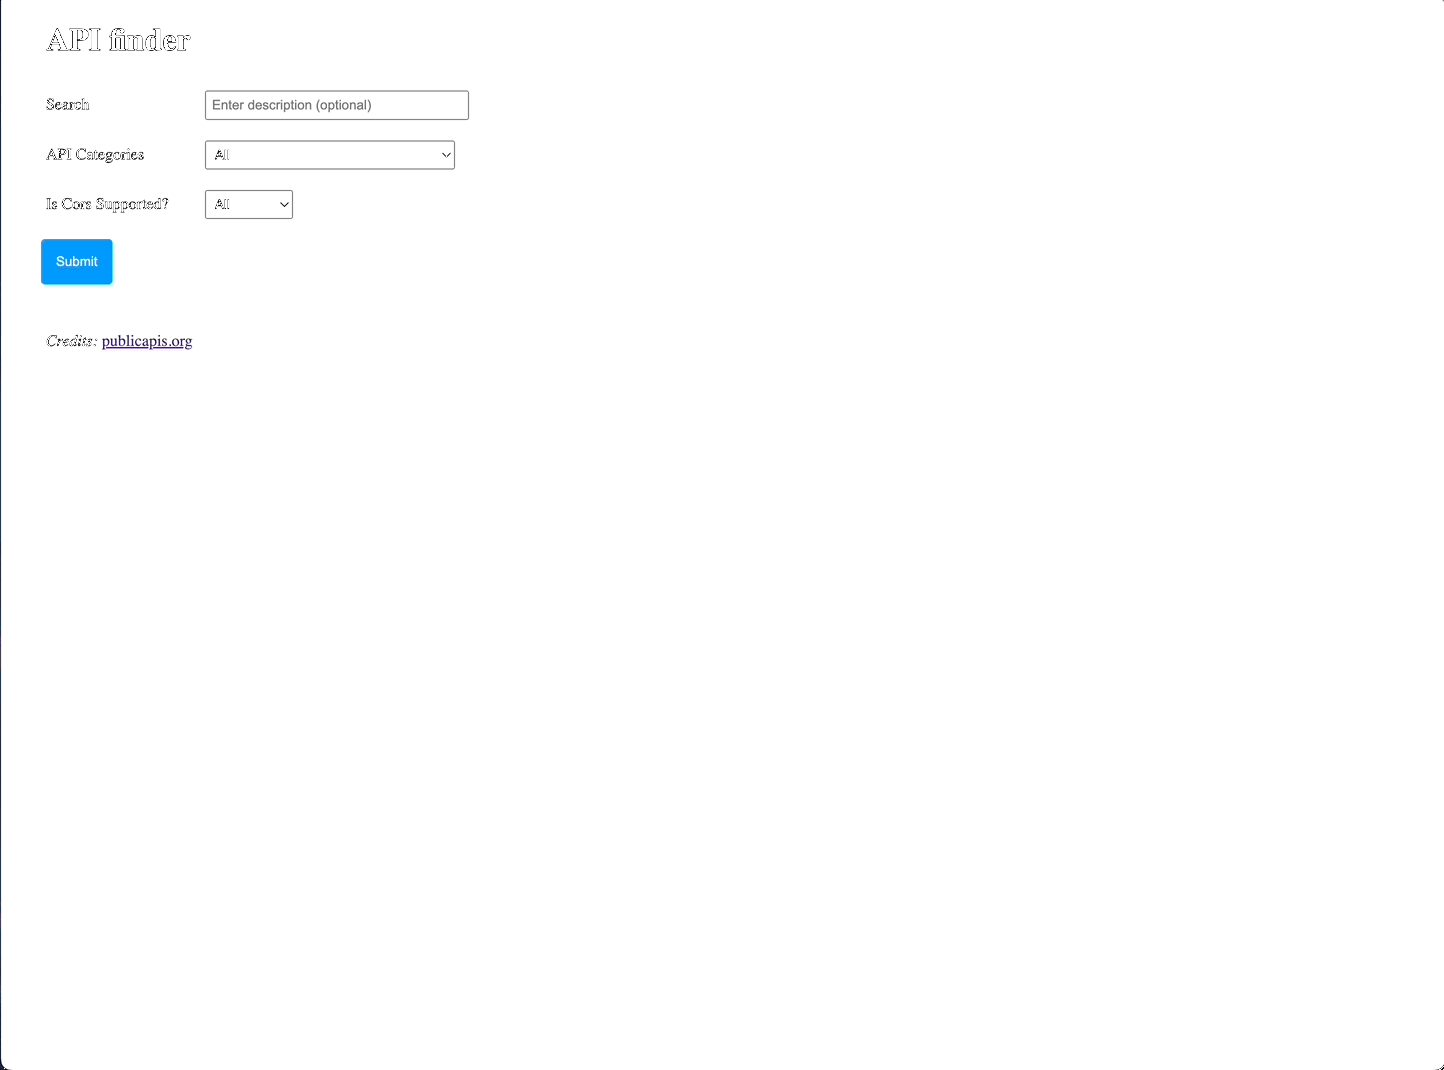 API finder
Search
Enter description (optional)
API Categories
All
Is Cors Supported?
All
Submit
Credits: publicapis.org